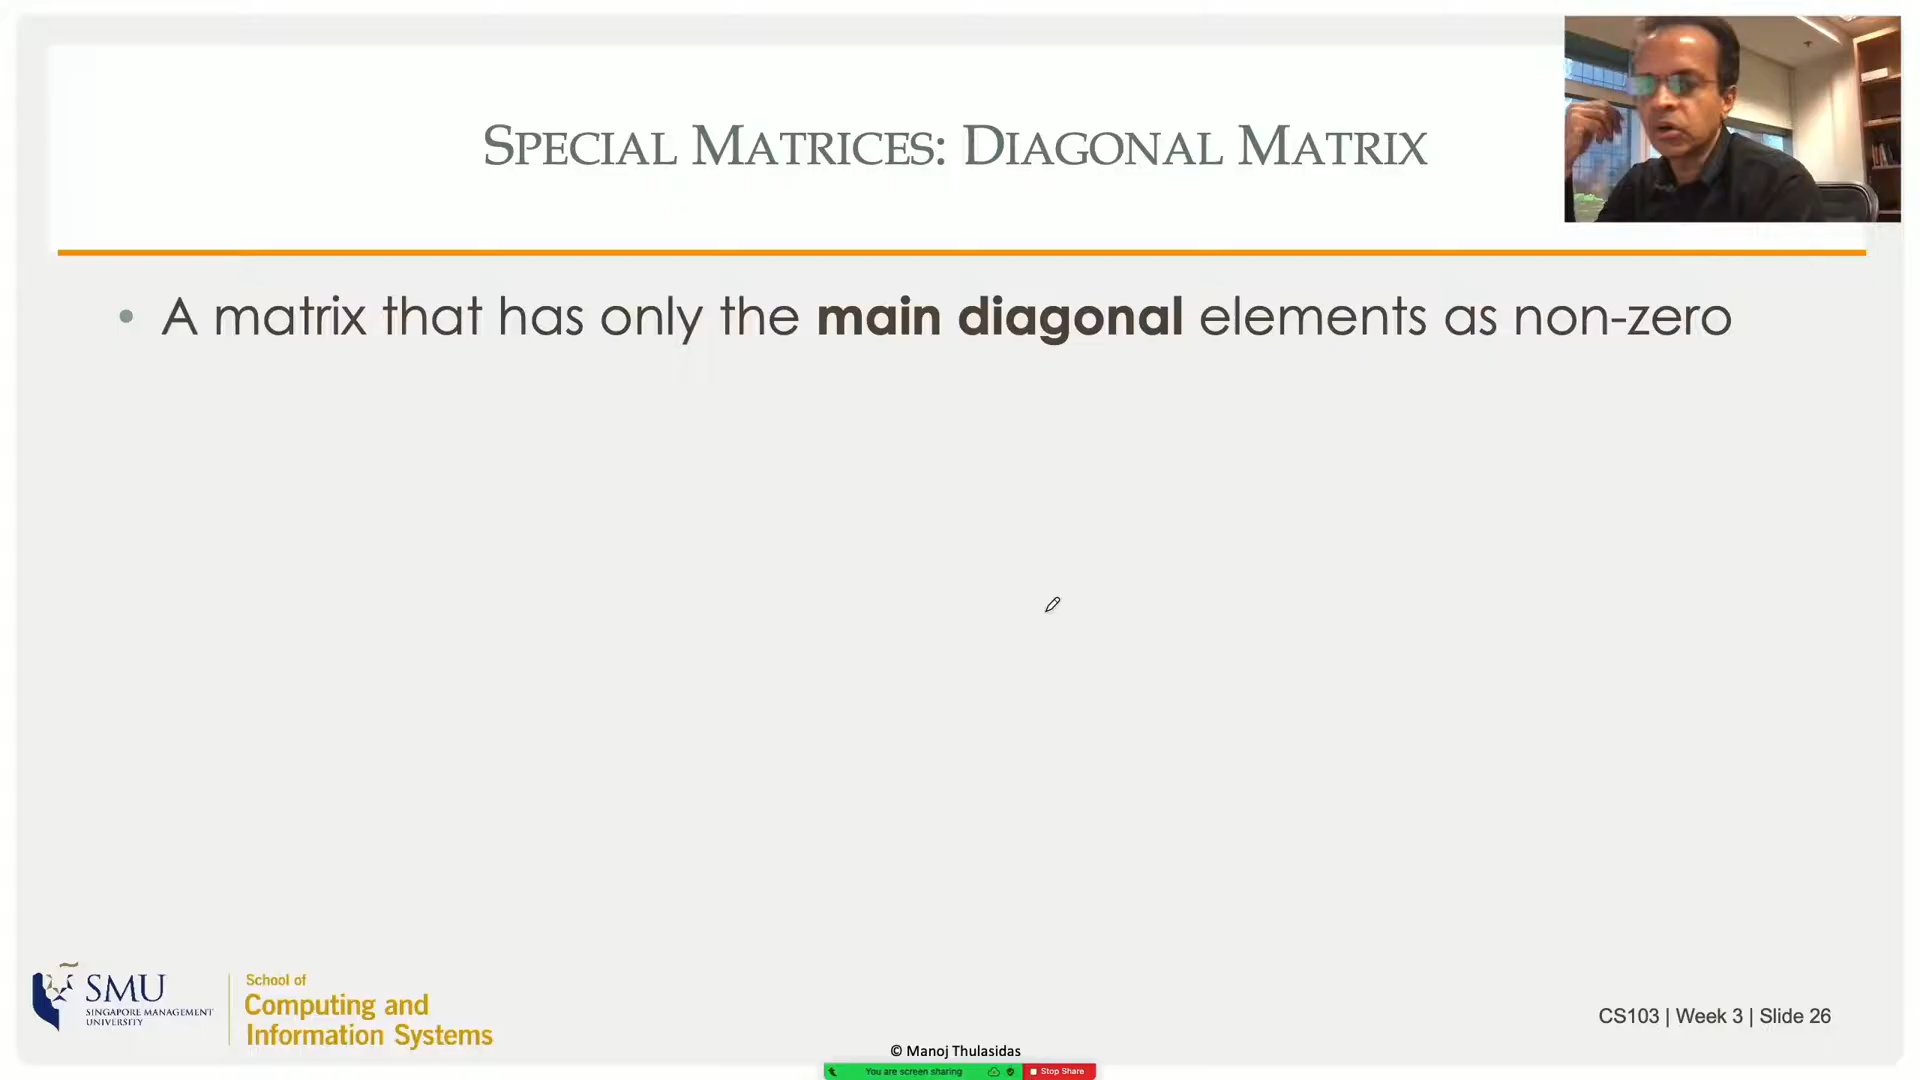 SPECIAL MATRICES: DIAGONAL MATRIX
• A matrix that has only the main diagonal elements as non-zero
SMU
SINGAPORE MANAGEMENT
UNIVERSITY
School of
Computing and
Information Systems
CS103 | Week 3 | Slide 26
© Manoj Thulasidas
You are screen sharing
Stop Share